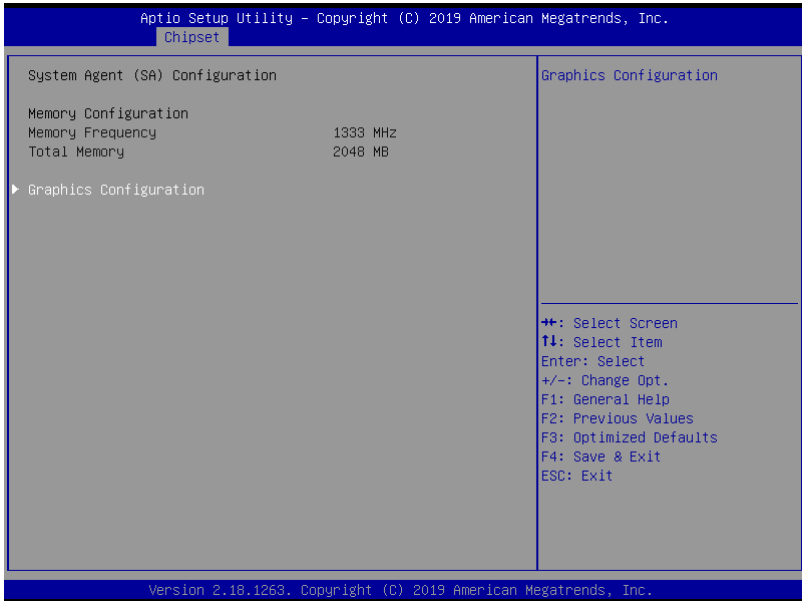 Aptio Setup Utility – Copyright (C) 2019 American Megatrends, Inc.
Chipset
System Agent (SA) Configuration
Memory Configuration
Memory Frequency 1333 MHz
Total Memory 2048 MB
Graphics Configuration
Graphics Configuration
→←: Select Screen
↑↓: Select Item
Enter: Select
+/-: Change Opt.
F1: General Help
F2: Previous Values
F3: Optimized Defaults
F4: Save & Exit
ESC: Exit
Version 2.18.1263. Copyright (C) 2019 American Megatrends, Inc.